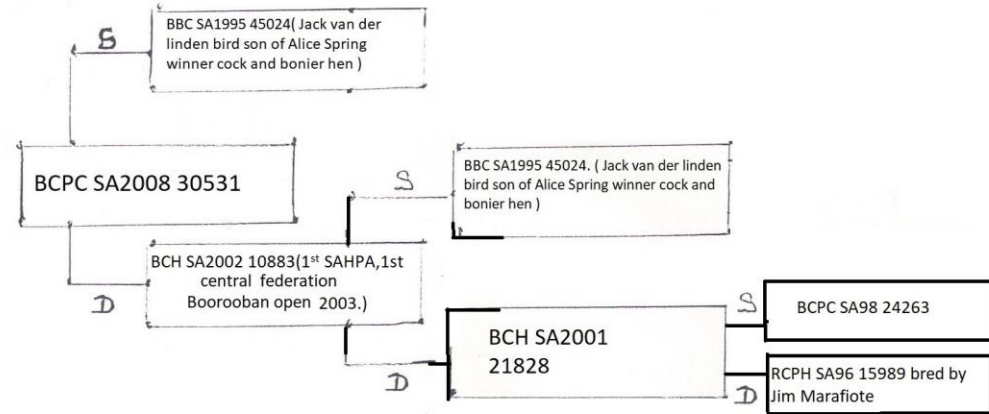 BBC SA1995 45024( Jack van der
linden bird son of Alice Spring
winner cock and bonier hen )
S
BCPC SA2008 30531
BBC SA1995 45024. ( Jack van der linden
bird son of Alice Spring winner cock and
bonier hen )
S
BCH SA2002 10883(1st SAHPA,1st
central federation
Boorooban open 2003.)
D
S
BCPC SA98 24263
BCH SA2001
21828
D
RCPH SA96 15989 bred by
Jim Marafiote
D